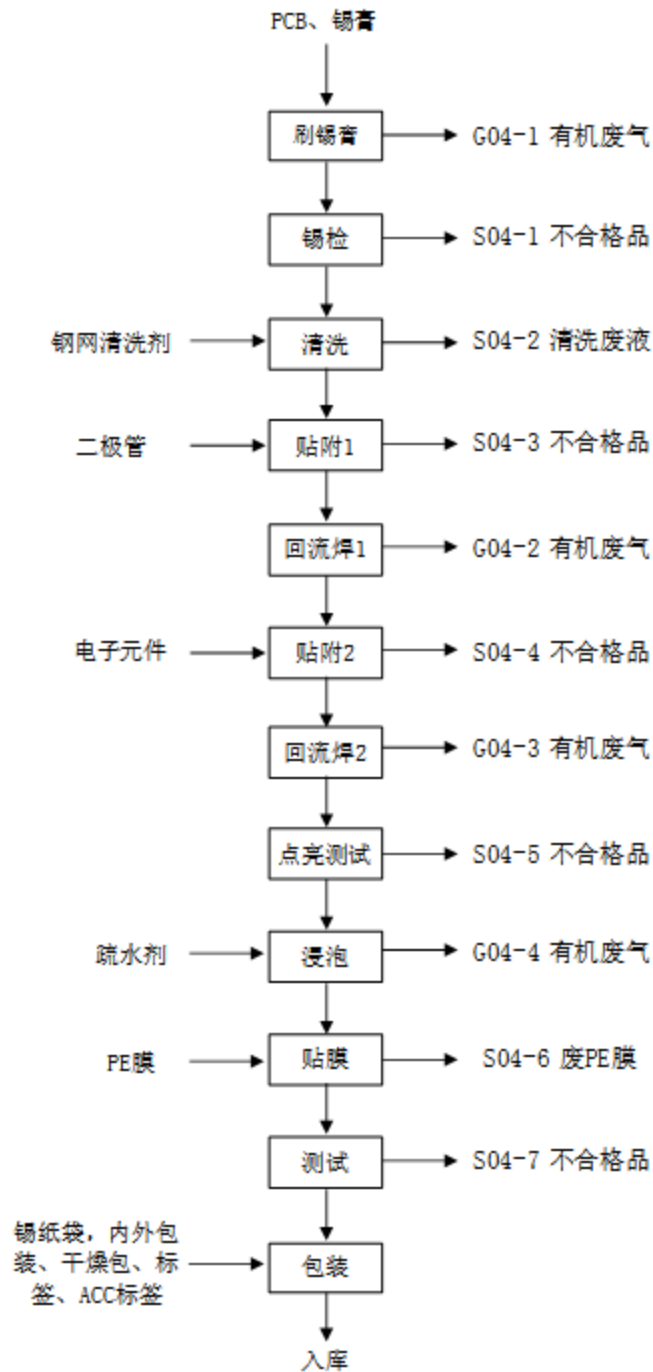 PCB、锡膏
刷锡膏
G04-1 有机废气
锡检
S04-1 不合格品
钢网清洗剂
清洗
S04-2 清洗废液
二极管
贴附1
S04-3 不合格品
回流焊1
G04-2 有机废气
电子元件
贴附2
S04-4 不合格品
回流焊2
G04-3 有机废气
点亮测试
S04-5 不合格品
疏水剂
浸泡
G04-4 有机废气
PE膜
贴膜
S04-6 废PE膜
测试
S04-7 不合格品
锡纸袋，内外包
装、干燥包、标
签、ACC标签
包装
入库